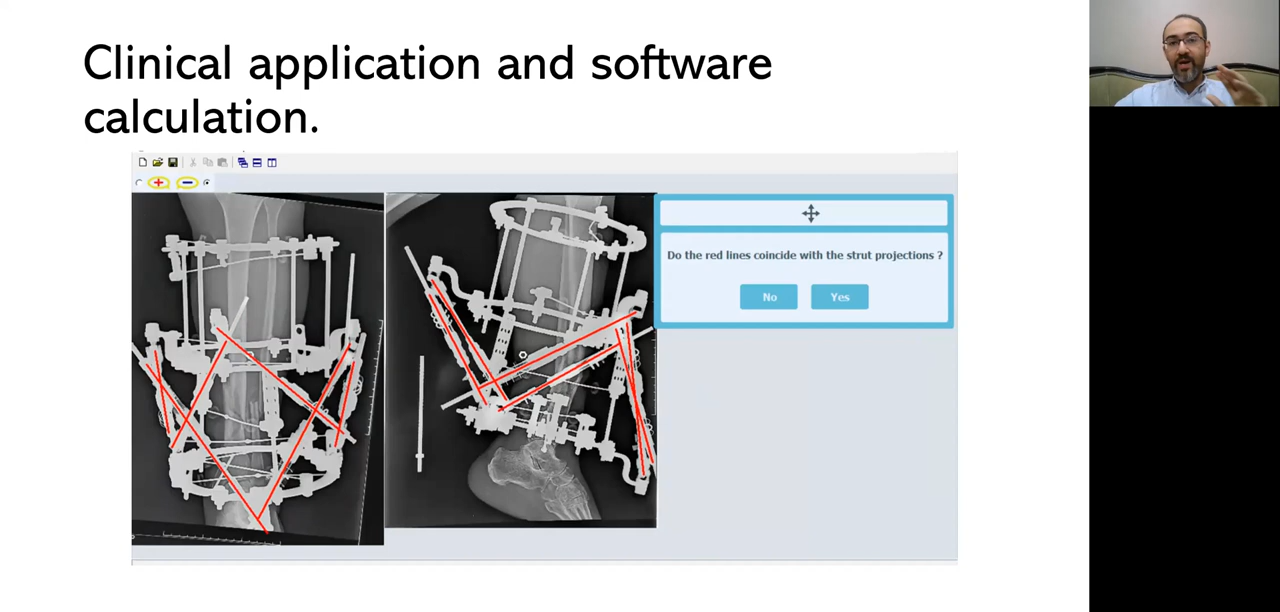 Clinical application and software
calculation.
Do the red lines coincide with the strut projections ?
No
Yes